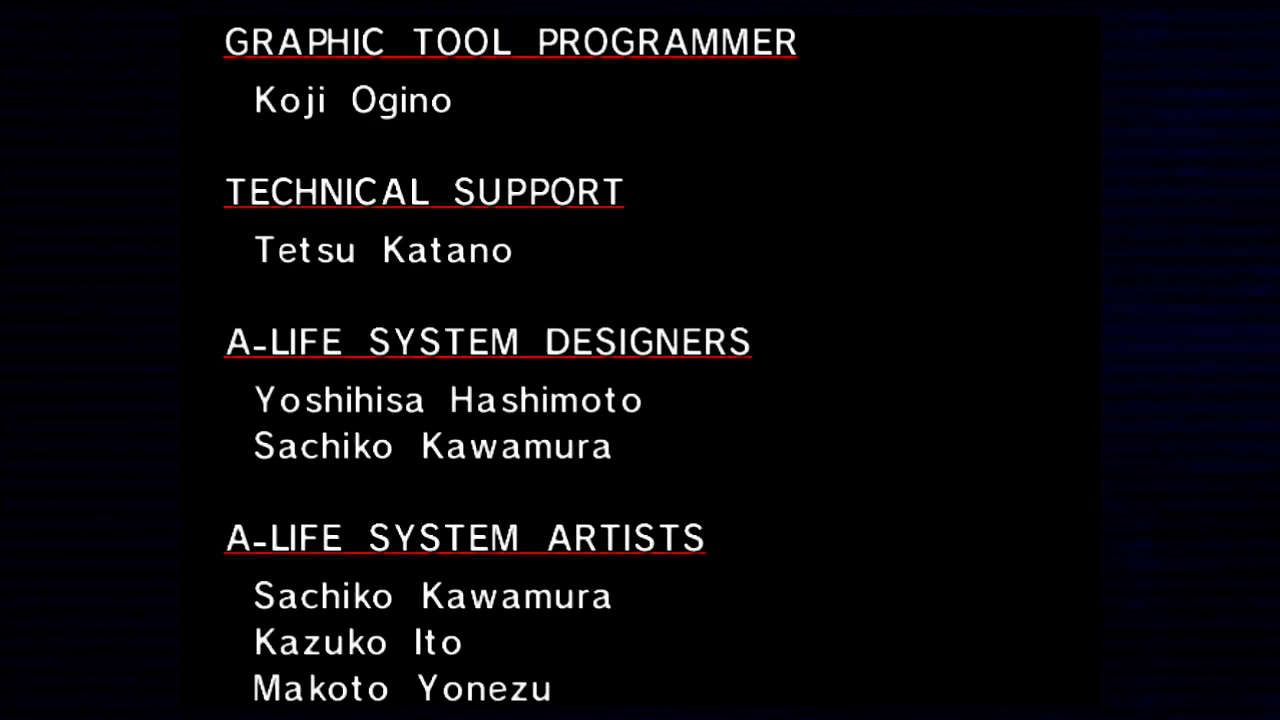 GRAPHIC TOOL PROGRAMMER
Koji Ogino
TECHNICAL SUPPORT
Tetsu Katano
A-LIFE SYSTEM DESIGNERS
Yoshihisa Hashimoto
Sachiko Kawamura
A-LIFE SYSTEM ARTISTS
Sachiko Kawamura
Kazuko Ito
Makoto Yonezu